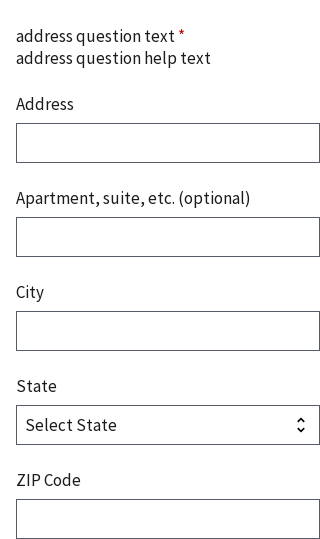 address question text *
address question help text
Address
Apartment, suite, etc. (optional)
City
State
Select State
ZIP Code